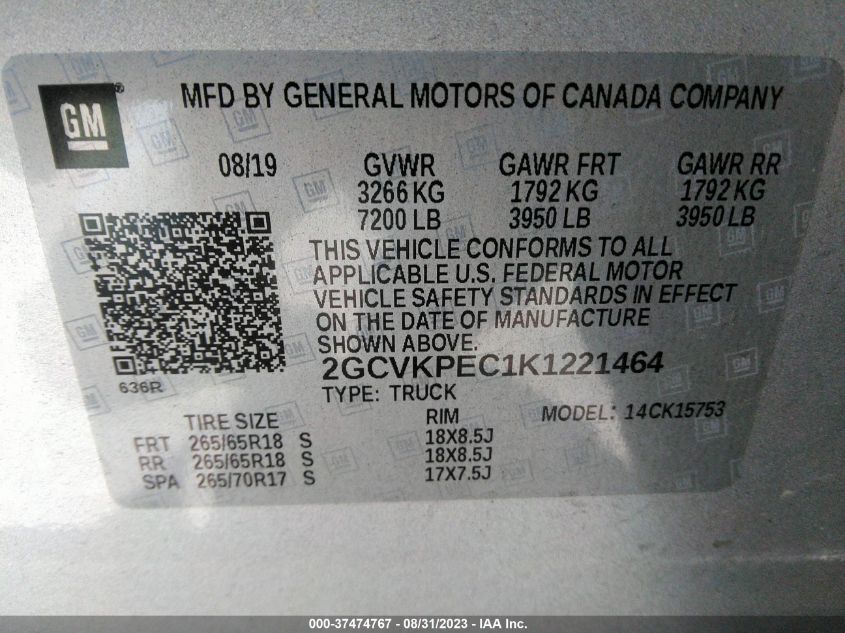 GM®
MFD BY GENERAL MOTORS OF CANADA COMPANY
08/19 GVWR GAWR FRT GAWR RR
3266 KG 1792 KG 1792 KG
7200 LB 3950 LB 3950 LB
THIS VEHICLE CONFORMS TO ALL
APPLICABLE U.S. FEDERAL MOTOR
VEHICLE SAFETY STANDARDS IN EFFECT
ON THE DATE OF MANUFACTURE
SHOWN ABOVE.
2GCVKPEC1K1221464
636R
TYPE: TRUCK
MODEL: 14CK15753
TIRE SIZE RIM
FRT 265/65R18 S 18X8.5J
RR 265/65R18 S 18X8.5J
SPA 265/70R17 S 17X7.5J
000-37474767 - 08/31/2023 - IAA Inc.